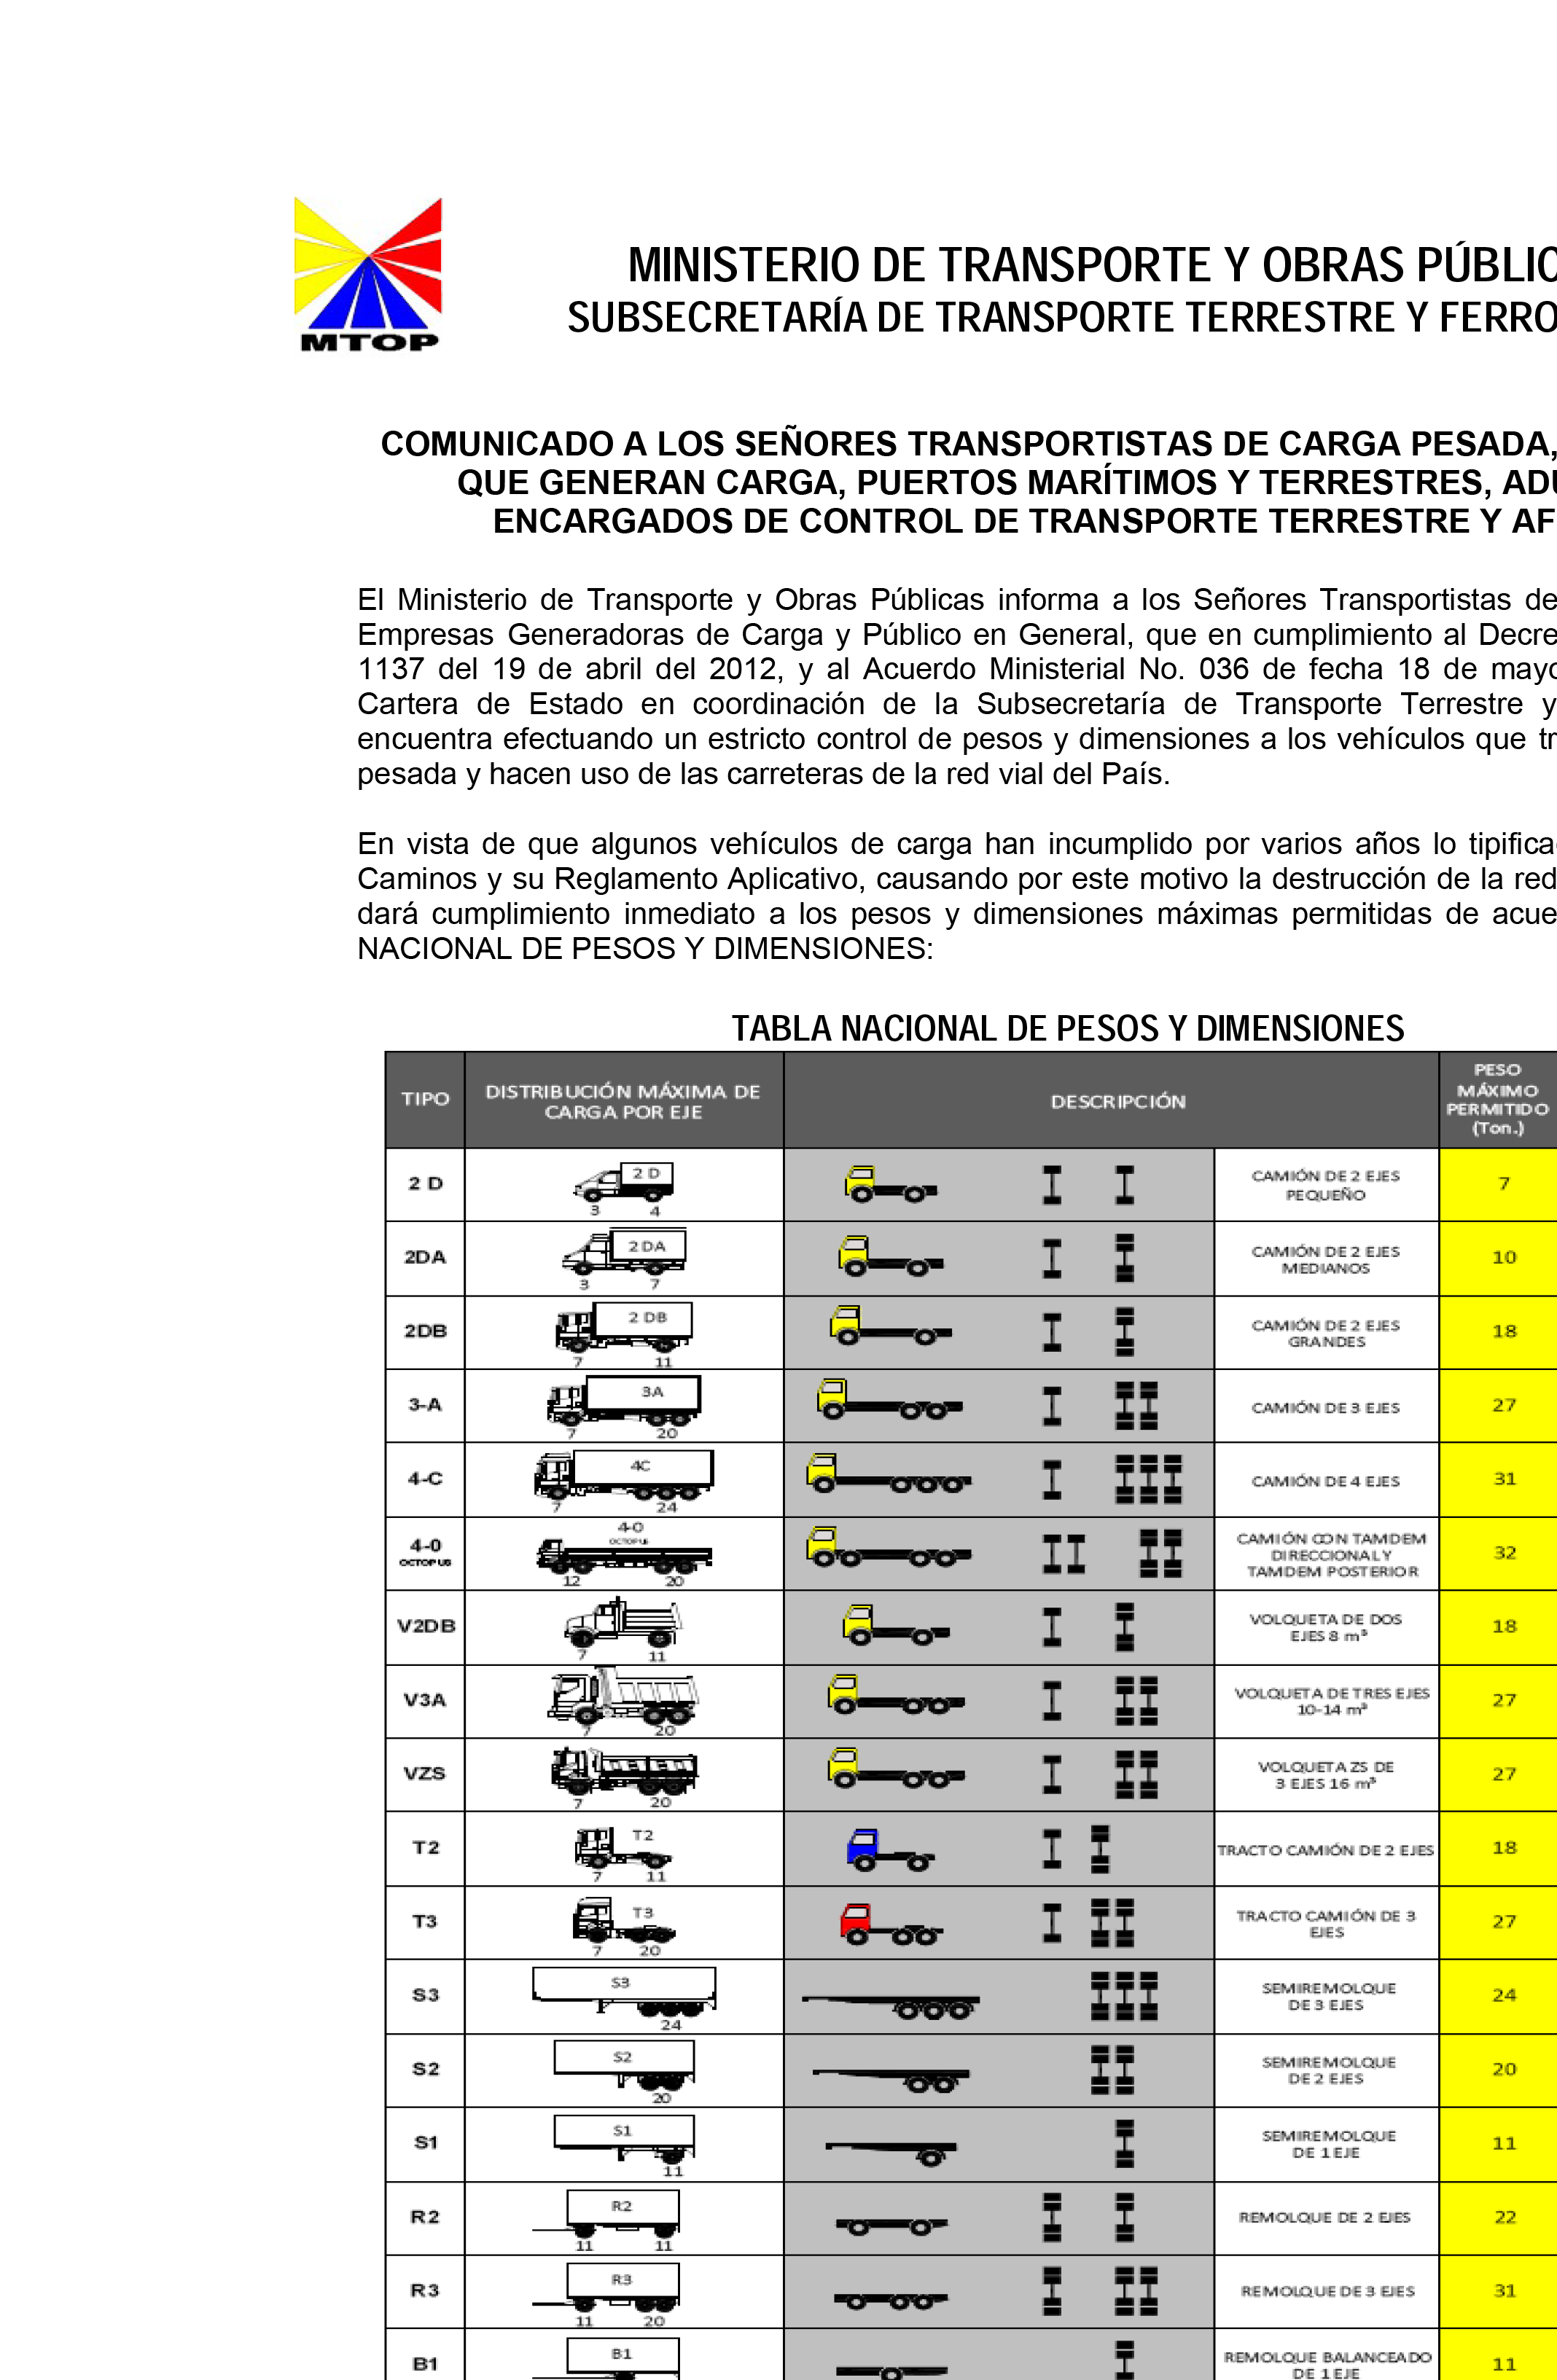 MTOP
MINISTERIO DE TRANSPORTE Y OBRAS
SUBSECRETARÍA DE TRANSPORTE TERRESTRE Y
COMUNICADO A LOS SEÑORES TRANSPORTISTAS DE CARGA PESADA,
QUE GENERAN CARGA, PUERTOS MARÍTIMOS Y TERRESTRES,
ENCARGADOS DE CONTROL DE TRANSPORTE TERRESTRE Y
El Ministerio de Transporte y Obras Públicas informa a los Señores Transportistas de
Empresas Generadoras de Carga y Público en General, que en cumplimiento al
1137 del 19 de abril del 2012, y al Acuerdo Ministerial No. 036 de fecha 18 de
Cartera de Estado en coordinación de la Subsecretaría de Transporte Terrestre y
encuentra efectuando un estricto control de pesos y dimensiones a los vehículos que
pesada y hacen uso de las carreteras de la red vial del País.
En vista de que algunos vehículos de carga han incumplido por varios años lo
Caminos y su Reglamento Aplicativo, causando por este motivo la destrucción de la red
dará cumplimiento inmediato a los pesos y dimensiones máximas permitidas de
NACIONAL DE PESOS Y DIMENSIONES:
TABLA NACIONAL DE PESOS Y DIMENSIONES
TIPO DISTRIBUCIÓN MÁXIMA DE CARGA POR EJE DESCRIPCIÓN PESO MÁXIMO PERMITIDO (Ton.)
2 D 2 D 3 4 CAMIÓN DE 2 EJES PEQUEÑO 7
2DA 2 DA 3 7 CAMIÓN DE 2 EJES MEDIANOS 10
2DB 2 DB 7 11 CAMIÓN DE 2 EJES GRANDES 18
3-A 3A 7 20 CAMIÓN DE 3 EJES 27
4-C 4C 7 24 CAMIÓN DE 4 EJES 31
4-0 OCTOPUS 4-0 OCTOPUS 12 20 CAMIÓN CON TAMDEM DIRECCIONAL Y TAMDEM POSTERIOR 32
V2DB 7 11 VOLQUETA DE DOS EJES 8 m³ 18
V3A 7 20 VOLQUETA DE TRES EJES 10-14 m³ 27
VZS 7 20 VOLQUETA ZS DE 3 EJES 16 m³ 27
T2 T2 7 11 TRACTO CAMIÓN DE 2 EJES 18
T3 T3 7 20 TRACTO CAMIÓN DE 3 EJES 27
S3 S3 24 SEMIREMOLQUE DE 3 EJES 24
S2 S2 20 SEMIREMOLQUE DE 2 EJES 20
S1 S1 11 SEMIREMOLQUE DE 1 EJE 11
R2 R2 11 11 REMOLQUE DE 2 EJES 22
R3 R3 11 20 REMOLQUE DE 3 EJES 31
B1 B1 REMOLQUE BALANCEADO DE 1 EJE 11